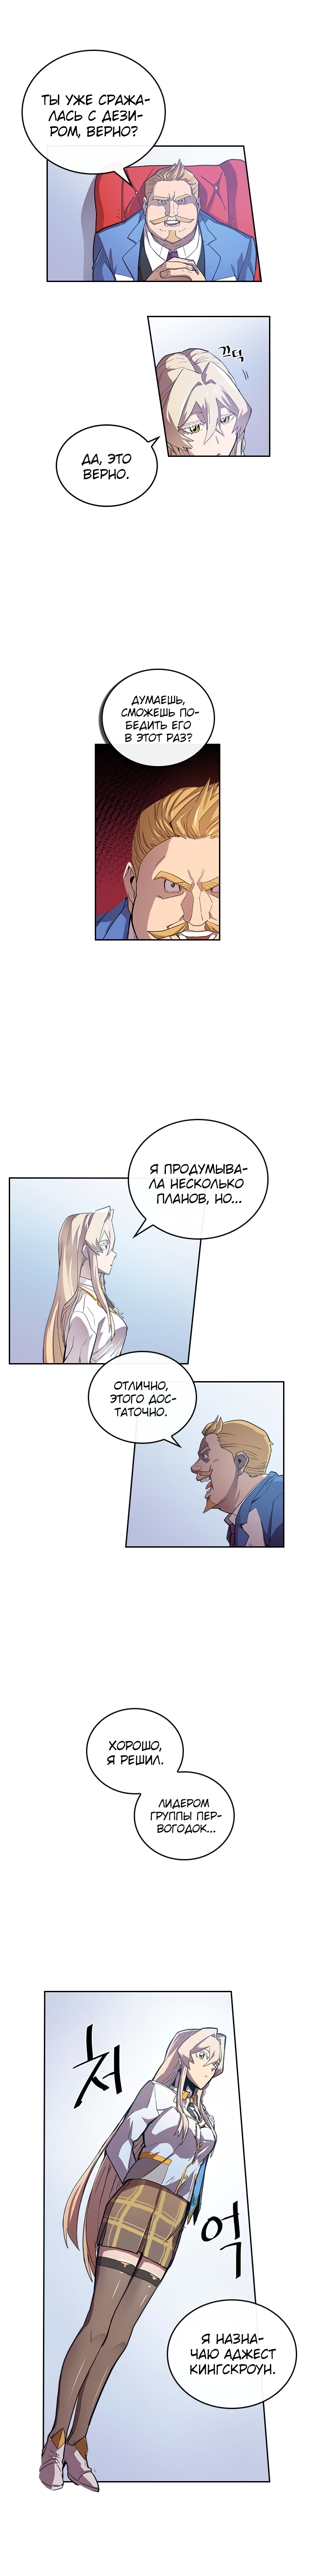 ТЫ УЖЕ СРАЖА-
ЛАСЬ С ДЕЗИ-
РОМ, ВЕРНО?
끄덕
ДА, ЭТО
ВЕРНО.
ДУМАЕШЬ,
СМОЖЕШЬ ПО-
БЕДИТЬ ЕГО
В ЭТОТ РАЗ?
Я ПРОДУМЫВА-
ЛА НЕСКОЛЬКО
ПЛАНОВ, НО...
ОТЛИЧНО,
ЭТОГО ДОС-
ТАТОЧНО.
ХОРОШО,
Я РЕШИЛ.
ЛИДЕРОМ
ГРУППЫ ПЕР-
ВОГОДОК...
저
억
Я НАЗНА-
ЧАЮ АДЖЕСТ
КИНГСКРОУН.